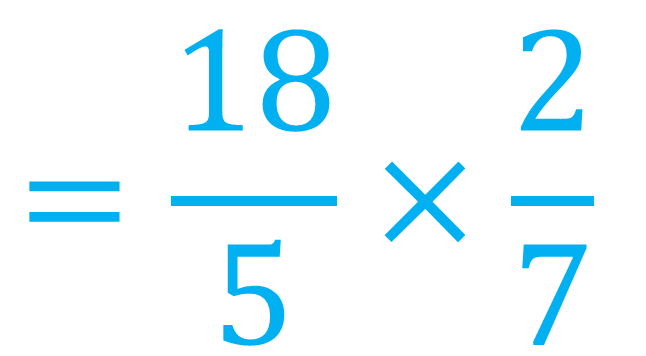 = 18/5 × 2/7